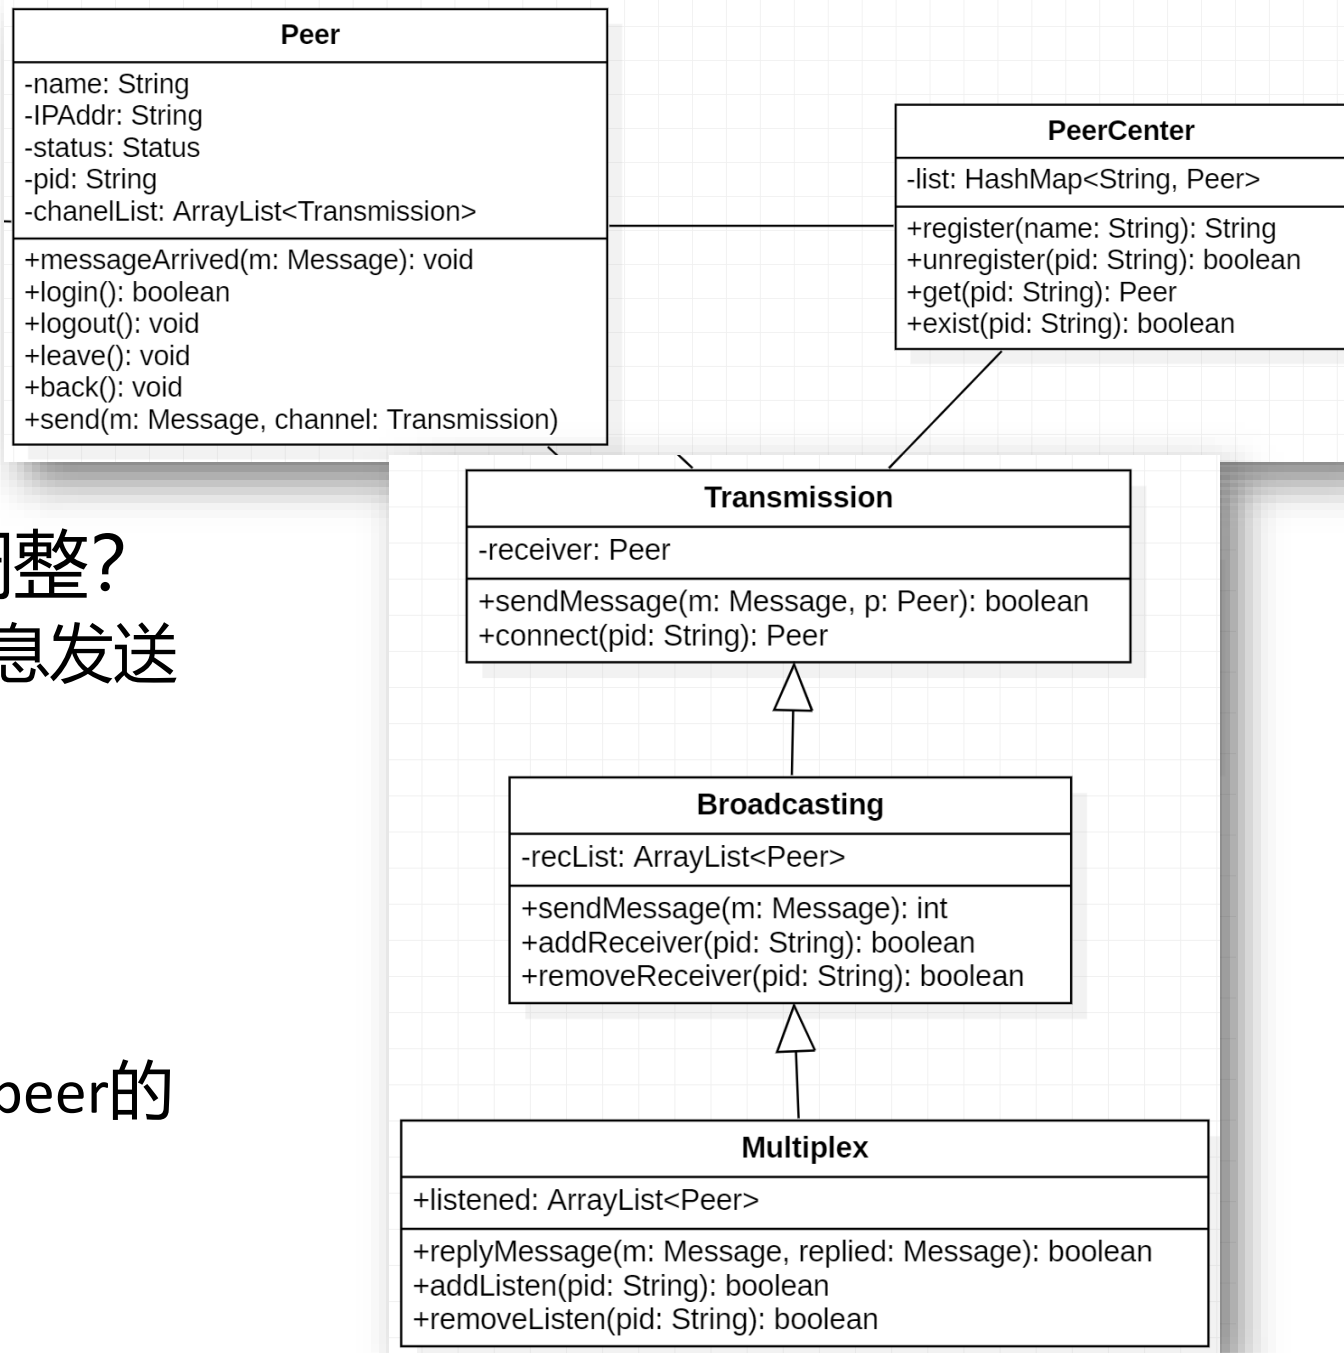 Peer
-name: String
-IPAddr: String
-status: Status
-pid: String
-chanelList: ArrayList<Transmission>
+messageArrived(m: Message): void
+login(): boolean
+logout(): void
+leave(): void
+back(): void
+send(m: Message, channel: Transmission)
PeerCenter
-list: HashMap<String, Peer>
+register(name: String): String
+unregister(pid: String): boolean
+get(pid: String): Peer
+exist(pid: String): boolean
整？
息发送
peer的
Transmission
-receiver: Peer
+sendMessage(m: Message, p: Peer): boolean
+connect(pid: String): Peer
Broadcasting
-recList: ArrayList<Peer>
+sendMessage(m: Message): int
+addReceiver(pid: String): boolean
+removeReceiver(pid: String): boolean
Multiplex
+listened: ArrayList<Peer>
+replyMessage(m: Message, replied: Message): boolean
+addListen(pid: String): boolean
+removeListen(pid: String): boolean